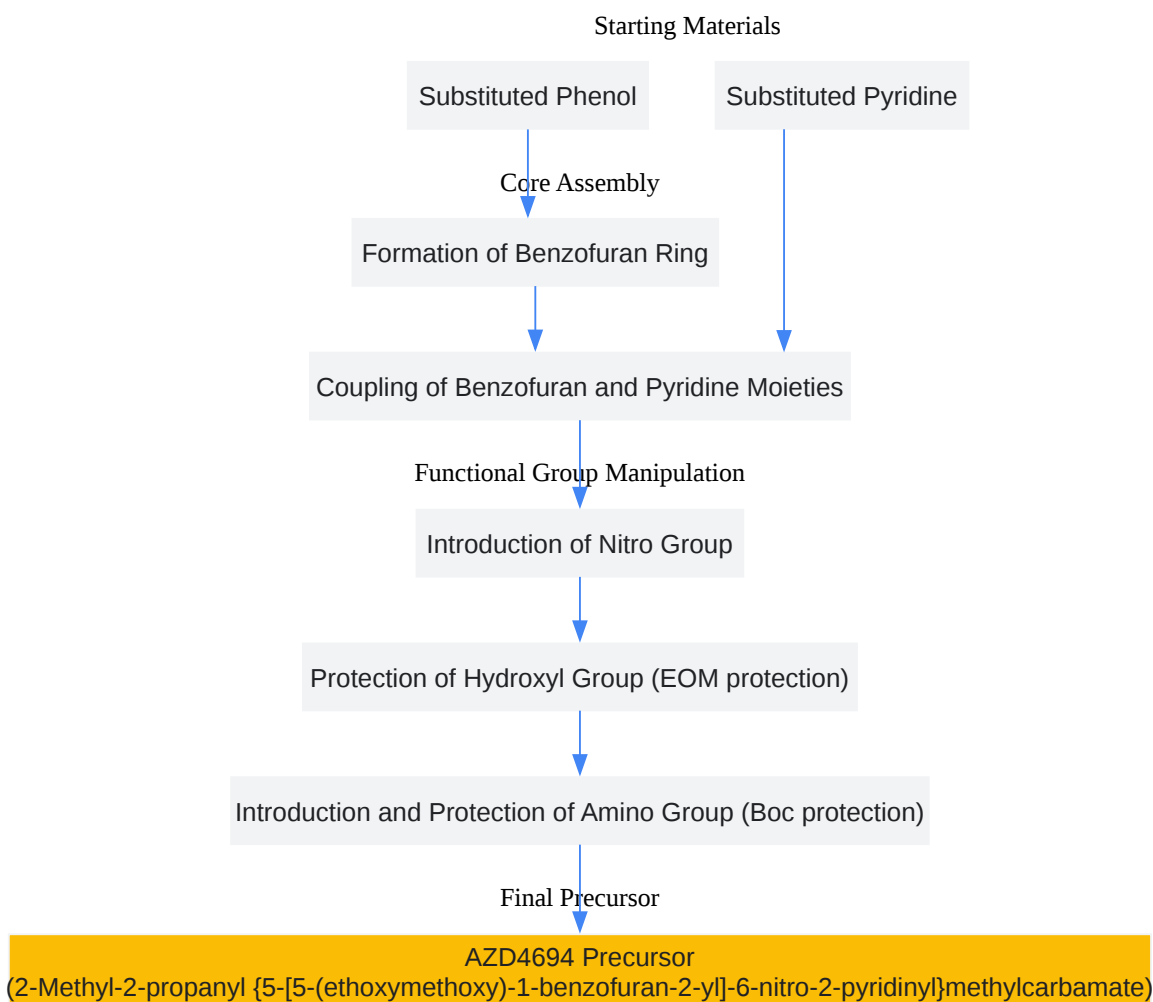 Starting Materials
Substituted Phenol
Substituted Pyridine
Core Assembly
Formation of Benzofuran Ring
Coupling of Benzofuran and Pyridine Moieties
Functional Group Manipulation
Introduction of Nitro Group
Protection of Hydroxyl Group (EOM protection)
Introduction and Protection of Amino Group (Boc protection)
Final Precursor
AZD4694 Precursor
(2-Methyl-2-propanyl {5-[5-(ethoxymethoxy)-1-benzofuran-2-yl]-6-nitro-2-pyridinyl}methylcarbamate)